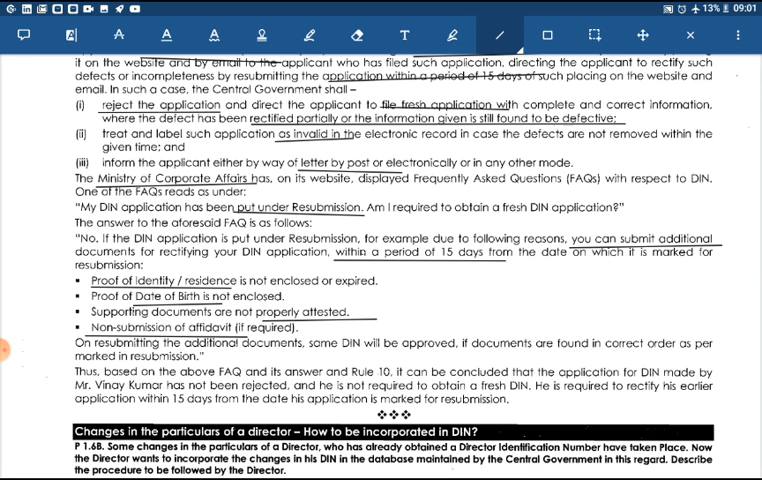 13% 09:01
it on the website and by email to the applicant who has filed such application, directing the applicant to rectify such
defects or incompleteness by resubmitting the application within a period of 15 days of such placing on the website and
email. In such a case, the Central Government shall –
(i) reject the application and direct the applicant to file fresh application with complete and correct information,
where the defect has been rectified partially or the information given is still found to be defective;
(ii) treat and label such application as invalid in the electronic record in case the defects are not removed within the
given time; and
(iii) inform the applicant either by way of letter by post or electronically or in any other mode.
The Ministry of Corporate Affairs has, on its website, displayed Frequently Asked Questions (FAQs) with respect to DIN.
One of the FAQs reads as under:
"My DIN application has been put under Resubmission. Am I required to obtain a fresh DIN application?"
The answer to the aforesaid FAQ is as follows:
"No. If the DIN application is put under Resubmission, for example due to following reasons, you can submit additional
documents for rectifying your DIN application, within a period of 15 days from the date on which it is marked for
resubmission:
▪ Proof of Identity / residence is not enclosed or expired.
▪ Proof of Date of Birth is not enclosed.
▪ Supporting documents are not properly attested.
▪ Non-submission of affidavit (if required).
On resubmitting the additional documents, same DIN will be approved, if documents are found in correct order as per
marked in resubmission."
Thus, based on the above FAQ and its answer and Rule 10, it can be concluded that the application for DIN made by
Mr. Vinay Kumar has not been rejected, and he is not required to obtain a fresh DIN. He is required to rectify his earlier
application within 15 days from the date his application is marked for resubmission.
Changes in the particulars of a director – How to be incorporated in DIN?
P 1.6B. Some changes in the particulars of a Director, who has already obtained a Director Identification Number have taken Place. Now
the Director wants to incorporate the changes in his DIN in the database maintained by the Central Government in this regard. Describe
the procedure to be followed by the Director.